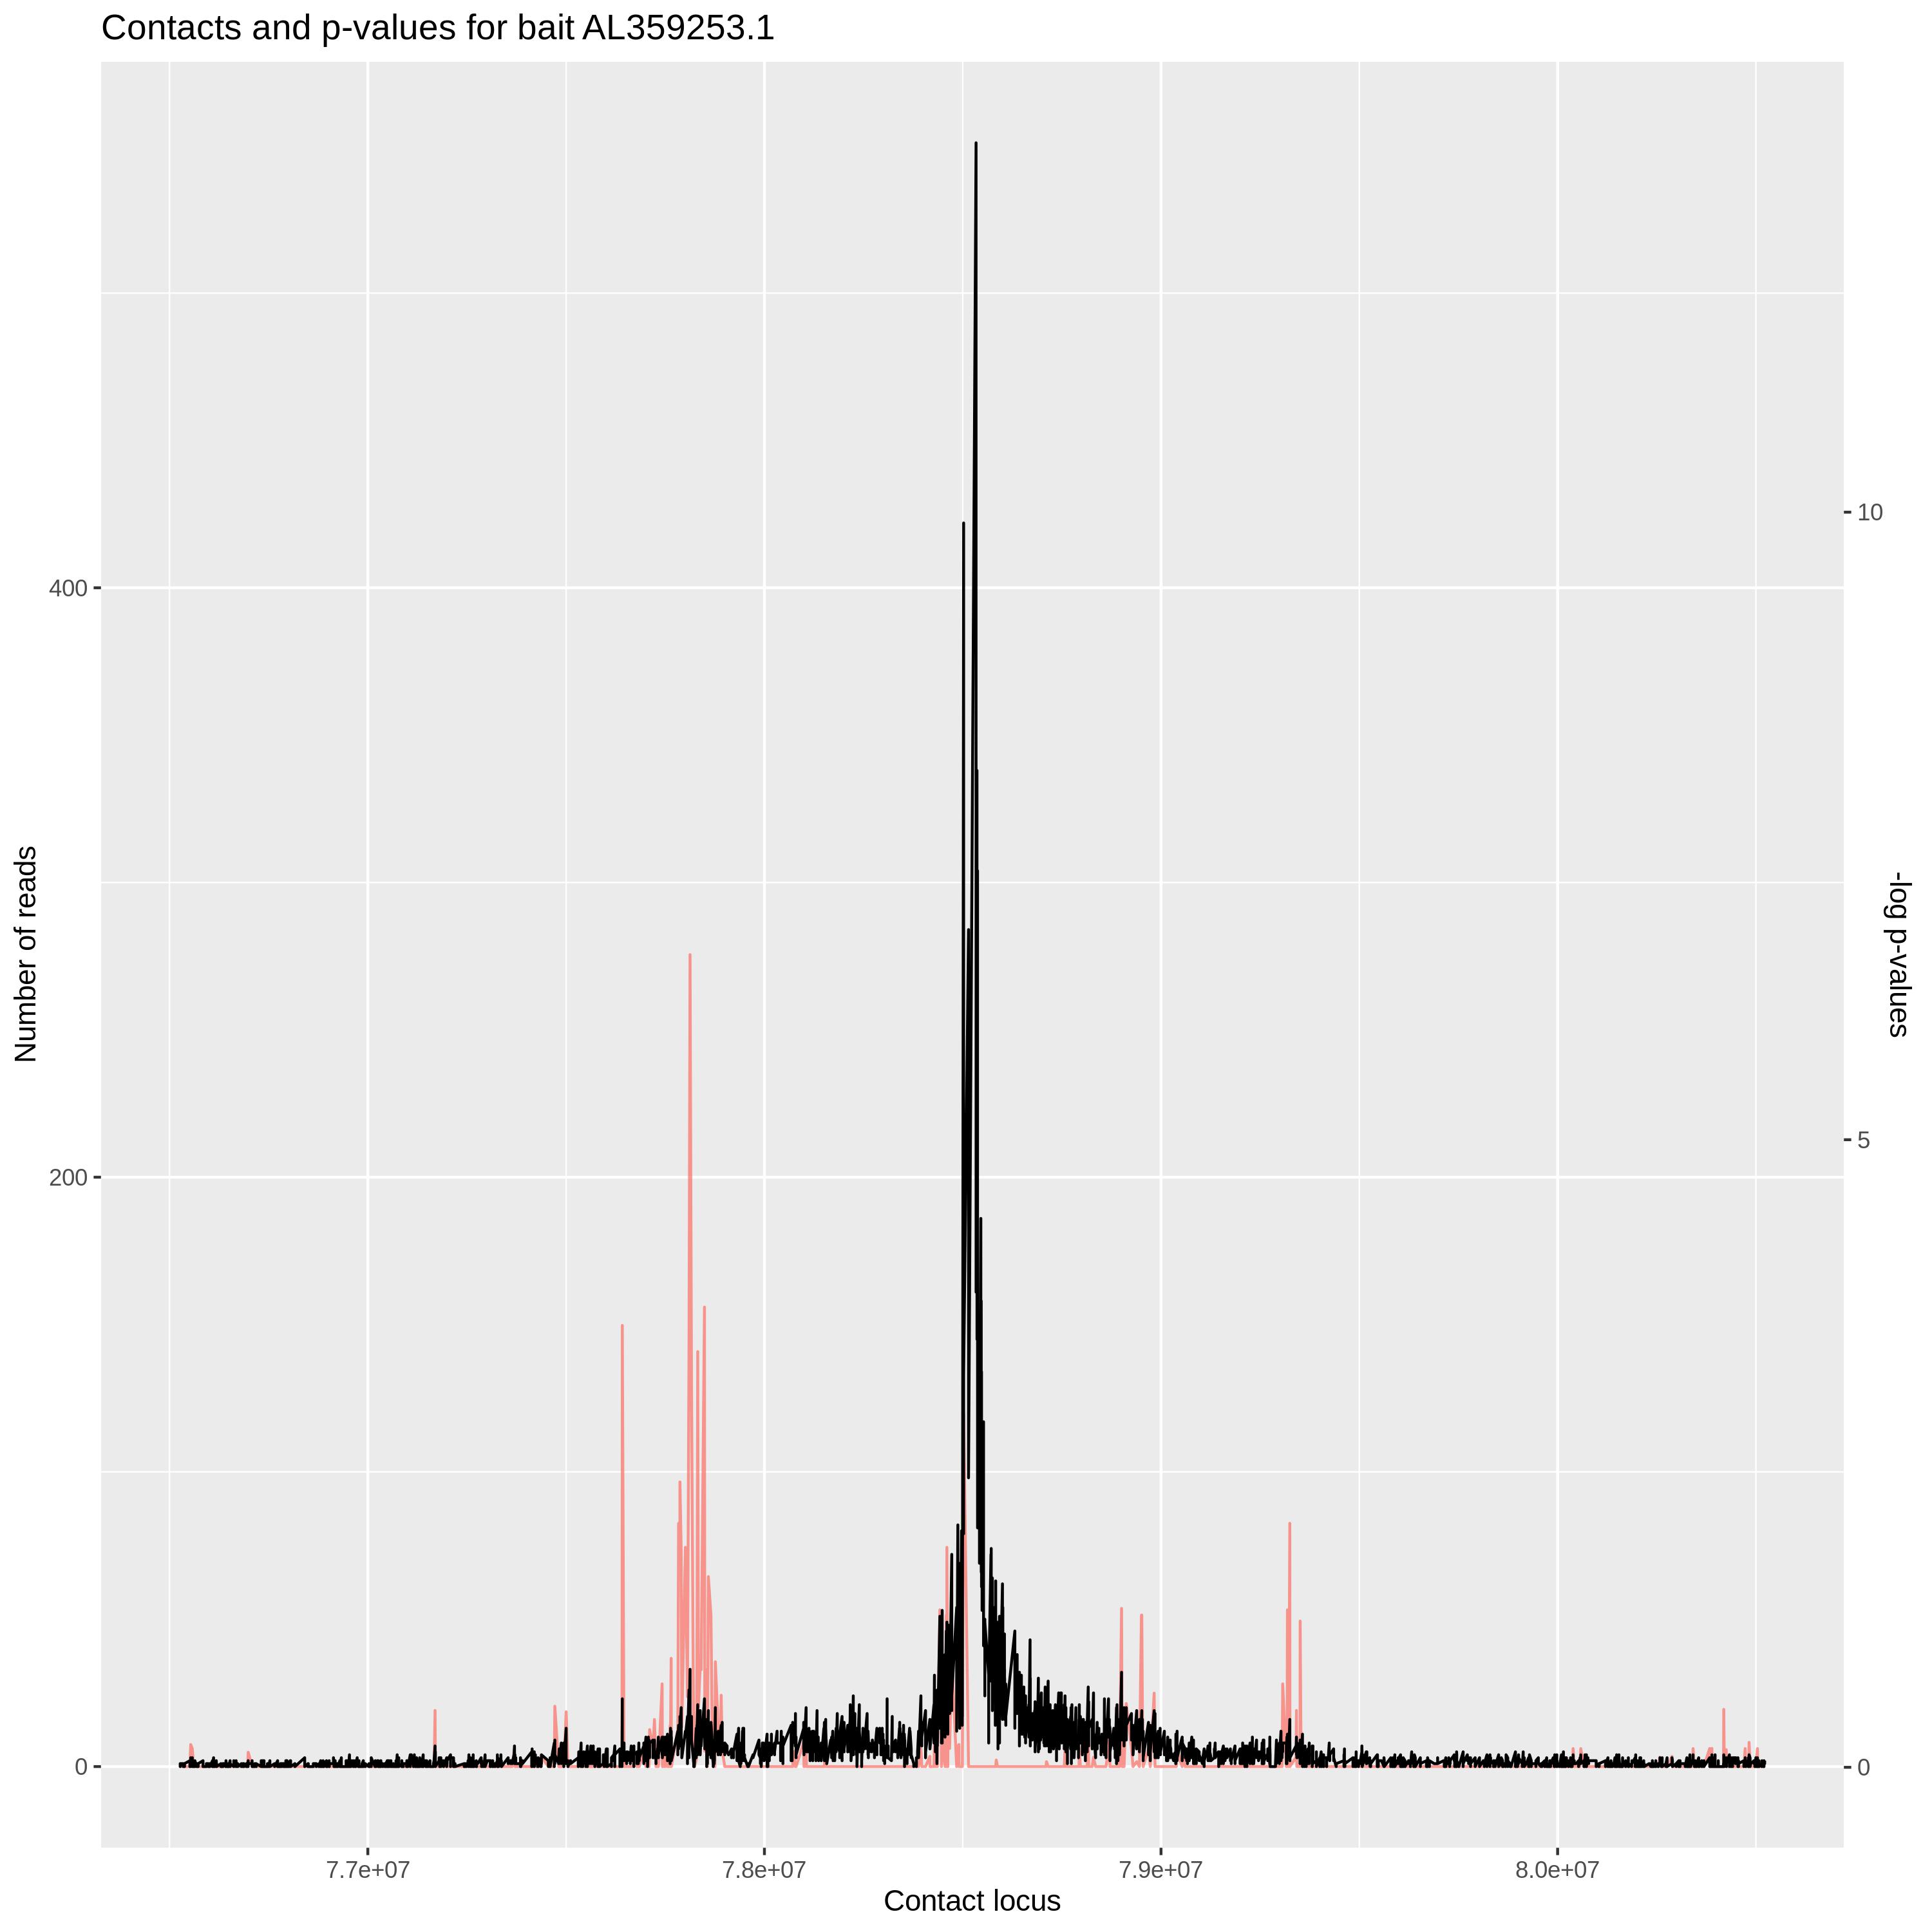 Contacts and p-values for bait AL359253.1
Number of reads
400
200
0
10
5
0
-log p-values
7.7e+07
7.8e+07
7.9e+07
8.0e+07
Contact locus